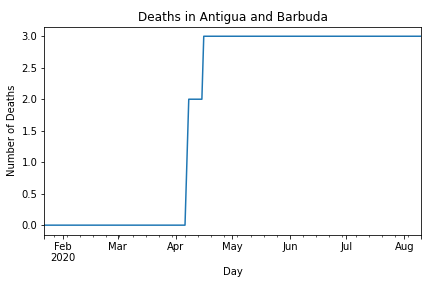 Deaths in Antigua and Barbuda
3.0
2.5
2.0
1.5
1.0
0.5
0.0
Number of Deaths
Feb Mar Apr May Jun Jul Aug
2020
Day